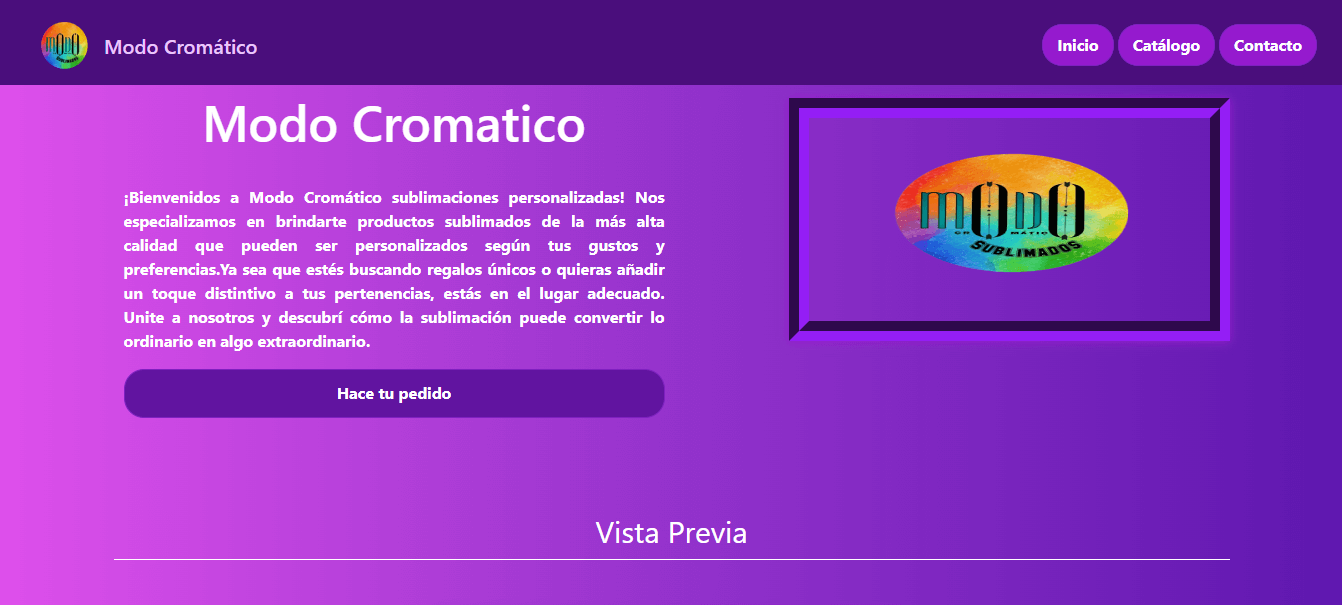 Modo Cromático
Inicio
Catálogo
Contacto
Modo Cromatico
¡Bienvenidos a Modo Cromático sublimaciones personalizadas! Nos
especializamos en brindarte productos sublimados de la más alta
calidad que pueden ser personalizados según tus gustos y
preferencias.Ya sea que estés buscando regalos únicos o quieras añadir
un toque distintivo a tus pertenencias, estás en el lugar adecuado.
Unite a nosotros y descubrí cómo la sublimación puede convertir lo
ordinario en algo extraordinario.
Hace tu pedido
MODO
SUBLIMADOS
Vista Previa